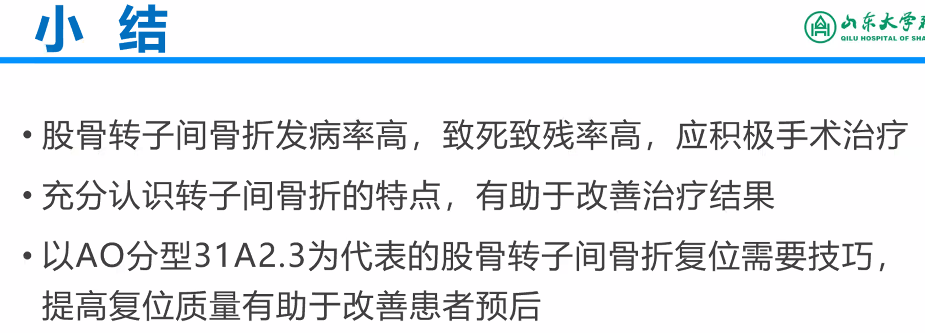 小 结
山东大学
QILU HOSPITAL OF SHA
• 股骨转子间骨折发病率高，致死致残率高，应积极手术治疗
• 充分认识转子间骨折的特点，有助于改善治疗结果
• 以AO分型31A2.3为代表的股骨转子间骨折复位需要技巧，
提高复位质量有助于改善患者预后